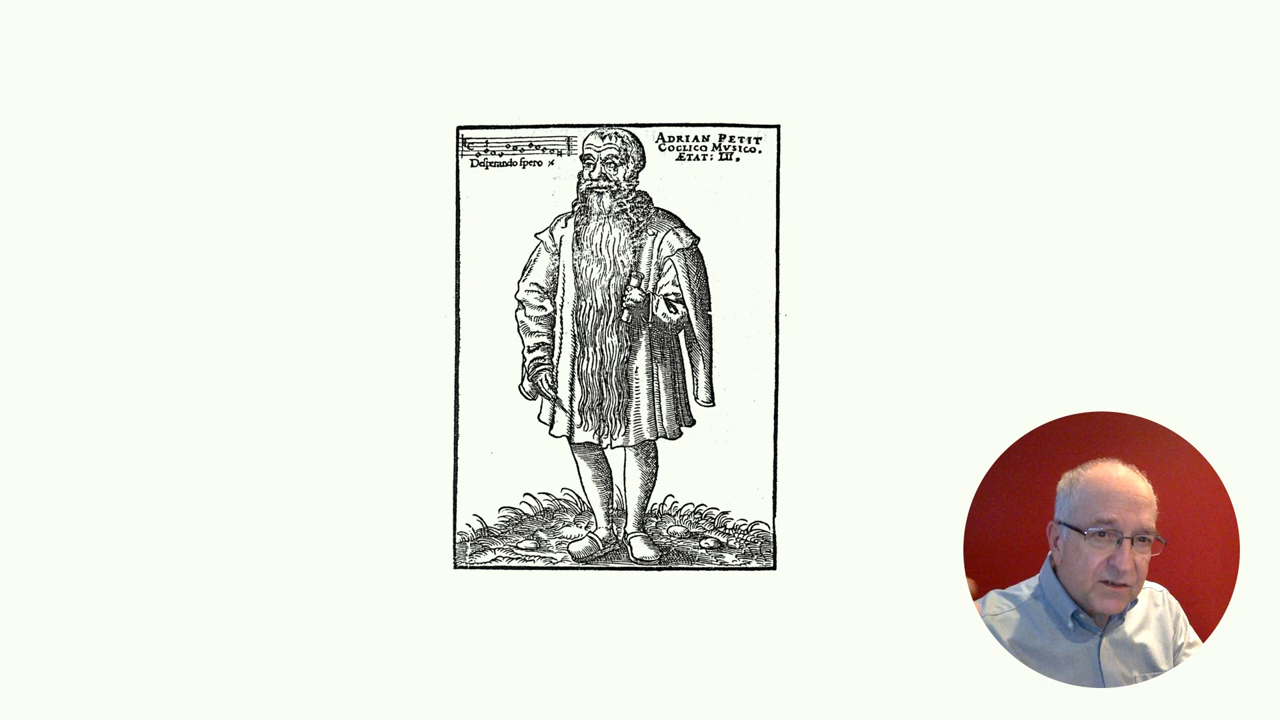 Desperando spero
ADRIAN PETIT
COCLICO MVSICO.
ÆTAT: LII.